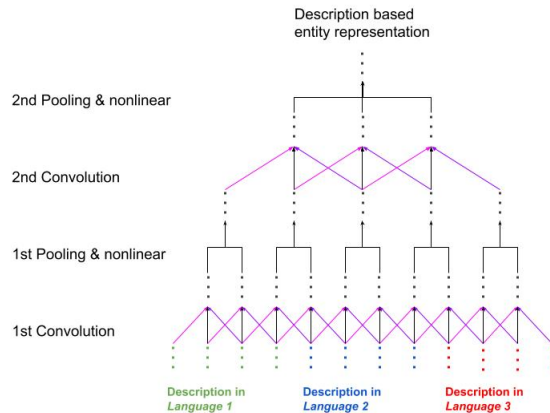 Description based
entity representation
2nd Pooling & nonlinear
2nd Convolution
1st Pooling & nonlinear
1st Convolution
Description in
Language 1
Description in
Language 2
Description in
Language 3